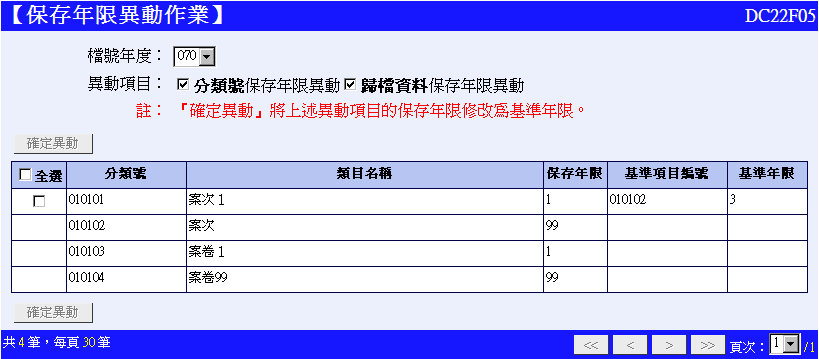 【保存年限異動作業】 DC22F05
檔號年度： 070
異動項目： 分類號保存年限異動 歸檔資料保存年限異動
註： 『確定異動』將上述異動項目的保存年限修改為基準年限。
確定異動
全選 分類號 類目名稱 保存年限 基準項目編號 基準年限
010101 案次1 1 010102 3
010102 案次 99
010103 案卷1 1
010104 案卷99 99
確定異動
共4筆，每頁30筆 << < > >> 頁次：1 /1